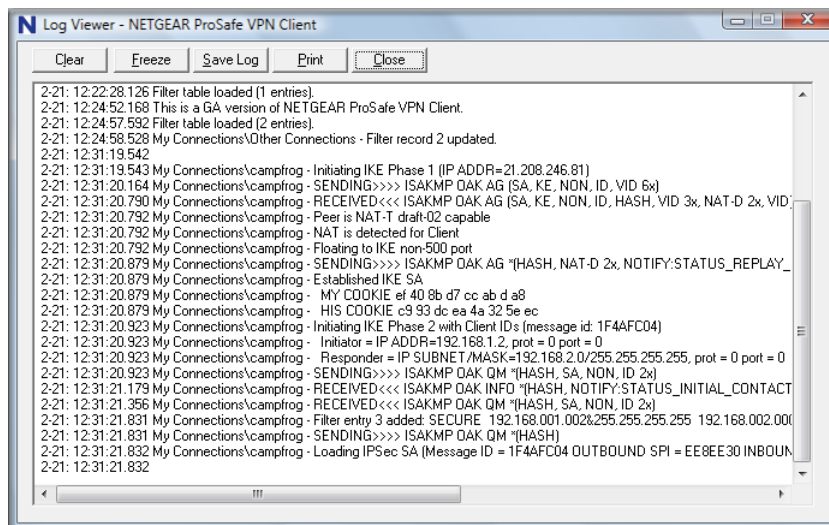 Log Viewer - NETGEAR ProSafe VPN Client
Clear Freeze Save Log Print Close
2-21: 12:22:28.126 Filter table loaded (1 entries).
2-21: 12:24:52.168 This is a GA version of NETGEAR ProSafe VPN Client.
2-21: 12:24:57.592 Filter table loaded (2 entries).
2-21: 12:24:58.528 My Connections\Other Connections - Filter record 2 updated.
2-21: 12:31:19.542
2-21: 12:31:19.543 My Connections\campfrog - Initiating IKE Phase 1 (IP ADDR=21.208.246.81)
2-21: 12:31:20.164 My Connections\campfrog - SENDING>>>> ISAKMP OAK AG (SA, KE, NON, ID, VID 6x)
2-21: 12:31:20.790 My Connections\campfrog - RECEIVED<<< ISAKMP OAK AG (SA, KE, NON, ID, HASH, VID 3x, NAT-D 2x, VID)
2-21: 12:31:20.792 My Connections\campfrog - Peer is NAT-T draft-02 capable
2-21: 12:31:20.792 My Connections\campfrog - NAT is detected for Client
2-21: 12:31:20.792 My Connections\campfrog - Floating to IKE non-500 port
2-21: 12:31:20.879 My Connections\campfrog - SENDING>>>> ISAKMP OAK AG *(HASH, NAT-D 2x, NOTIFY:STATUS_REPLAY_
2-21: 12:31:20.879 My Connections\campfrog - Established IKE SA
2-21: 12:31:20.879 My Connections\campfrog - MY COOKIE ef 40 8b d7 cc ab d a8
2-21: 12:31:20.879 My Connections\campfrog - HIS COOKIE c9 93 dc ea 4a 32 5e ec
2-21: 12:31:20.923 My Connections\campfrog - Initiating IKE Phase 2 with Client IDs (message id: 1F4AFC04)
2-21: 12:31:20.923 My Connections\campfrog - Initiator = IP ADDR=192.168.1.2, prot = 0 port = 0
2-21: 12:31:20.923 My Connections\campfrog - Responder = IP SUBNET/MASK=192.168.2.0/255.255.255.255, prot = 0 port = 0
2-21: 12:31:20.923 My Connections\campfrog - SENDING>>>> ISAKMP OAK QM *(HASH, SA, NON, ID 2x)
2-21: 12:31:21.179 My Connections\campfrog - RECEIVED<<< ISAKMP OAK INFO *(HASH, NOTIFY:STATUS_INITIAL_CONTACT
2-21: 12:31:21.356 My Connections\campfrog - RECEIVED<<< ISAKMP OAK QM *(HASH, SA, NON, ID 2x)
2-21: 12:31:21.831 My Connections\campfrog - Filter entry 3 added: SECURE 192.168.001.002&255.255.255.255 192.168.002.000
2-21: 12:31:21.831 My Connections\campfrog - SENDING>>>> ISAKMP OAK QM *(HASH)
2-21: 12:31:21.832 My Connections\campfrog - Loading IPSec SA (Message ID = 1F4AFC04 OUTBOUND SPI = EE8EE30 INBOUN
2-21: 12:31:21.832